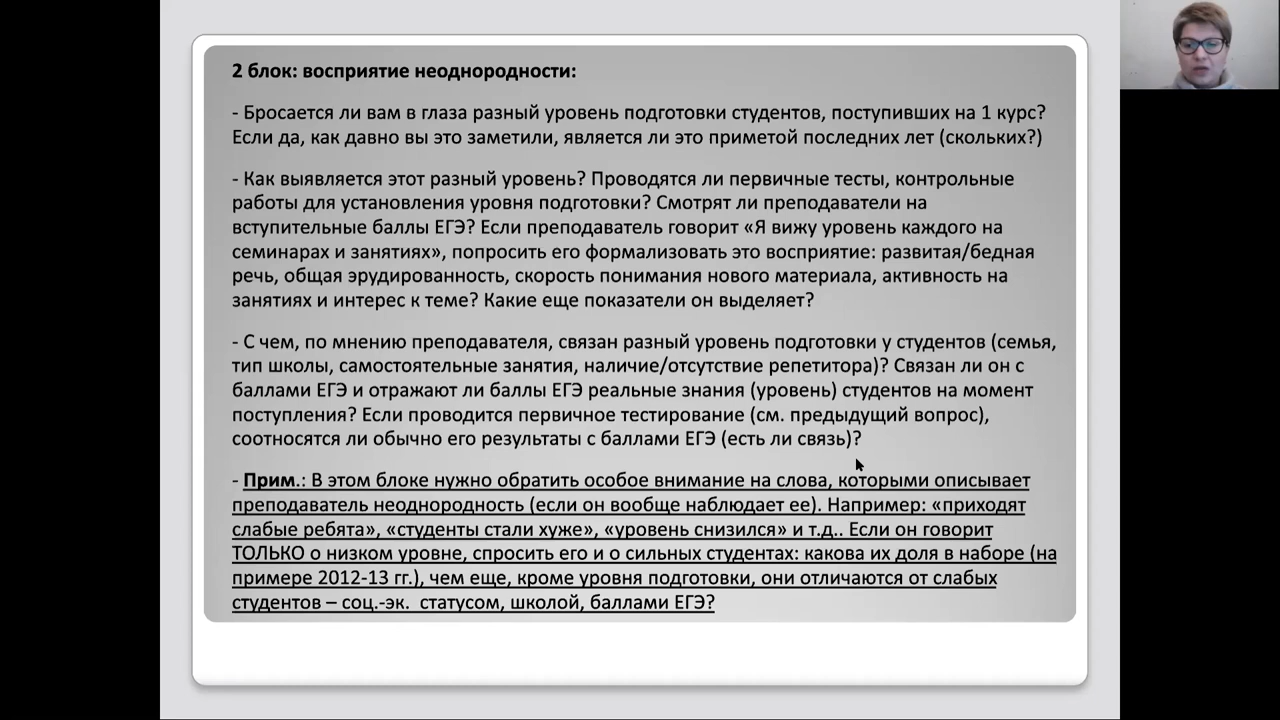 2 блок: восприятие неоднородности:
- Бросается ли вам в глаза разный уровень подготовки студентов, поступивших на 1 курс?
Если да, как давно вы это заметили, является ли это приметой последних лет (скольких?)
- Как выявляется этот разный уровень? Проводятся ли первичные тесты, контрольные
работы для установления уровня подготовки? Смотрят ли преподаватели на
вступительные баллы ЕГЭ? Если преподаватель говорит «Я вижу уровень каждого на
семинарах и занятиях», попросить его формализовать это восприятие: развитая/бедная
речь, общая эрудированность, скорость понимания нового материала, активность на
занятиях и интерес к теме? Какие еще показатели он выделяет?
- С чем, по мнению преподавателя, связан разный уровень подготовки у студентов (семья,
тип школы, самостоятельные занятия, наличие/отсутствие репетитора)? Связан ли он с
баллами ЕГЭ и отражают ли баллы ЕГЭ реальные знания (уровень) студентов на момент
поступления? Если проводится первичное тестирование (см. предыдущий вопрос),
соотносятся ли обычно его результаты с баллами ЕГЭ (есть ли связь)?
- Прим.: В этом блоке нужно обратить особое внимание на слова, которыми описывает
преподаватель неоднородность (если он вообще наблюдает ее). Например: «приходят
слабые ребята», «студенты стали хуже», «уровень снизился» и т.д.. Если он говорит
ТОЛЬКО о низком уровне, спросить его и о сильных студентах: какова их доля в наборе (на
примере 2012-13 гг.), чем еще, кроме уровня подготовки, они отличаются от слабых
студентов – соц.-эк. статусом, школой, баллами ЕГЭ?